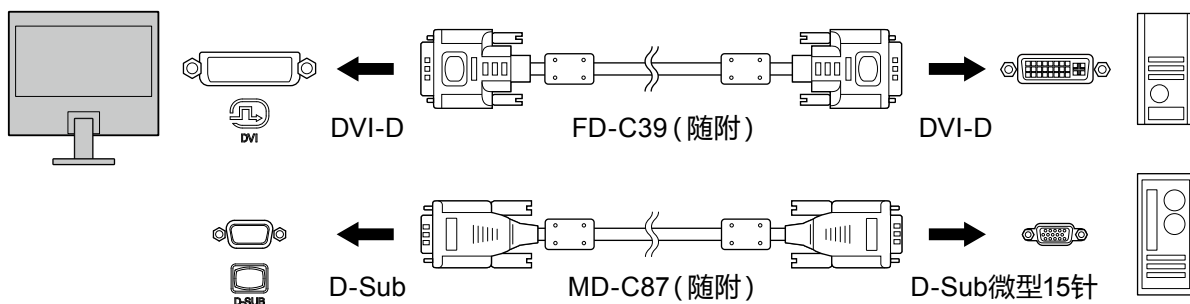 DVI
DVI-D
FD-C39(随附)
DVI-D
D-SUB
D-Sub
MD-C87(随附)
D-Sub微型15针